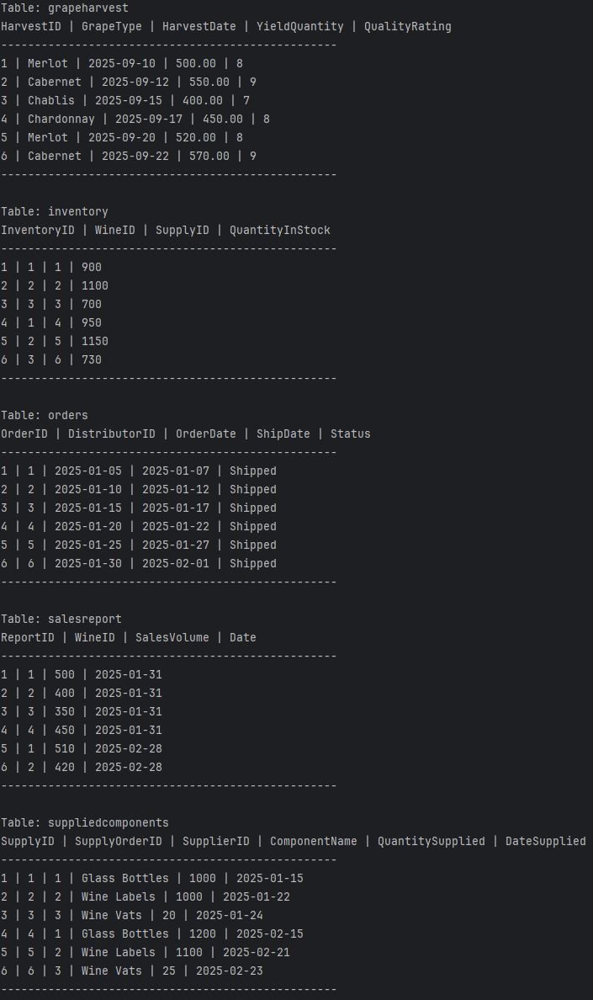 Table: grapeharvest
HarvestID | GrapeType | HarvestDate | YieldQuantity | QualityRating
--------------------------------------------------
1 | Merlot | 2025-09-10 | 500.00 | 8
2 | Cabernet | 2025-09-12 | 550.00 | 9
3 | Chablis | 2025-09-15 | 400.00 | 7
4 | Chardonnay | 2025-09-17 | 450.00 | 8
5 | Merlot | 2025-09-20 | 520.00 | 8
6 | Cabernet | 2025-09-22 | 570.00 | 9
--------------------------------------------------
Table: inventory
InventoryID | WineID | SupplyID | QuantityInStock
--------------------------------------------------
1 | 1 | 1 | 900
2 | 2 | 2 | 1100
3 | 3 | 3 | 700
4 | 1 | 4 | 950
5 | 2 | 5 | 1150
6 | 3 | 6 | 730
--------------------------------------------------
Table: orders
OrderID | DistributorID | OrderDate | ShipDate | Status
--------------------------------------------------
1 | 1 | 2025-01-05 | 2025-01-07 | Shipped
2 | 2 | 2025-01-10 | 2025-01-12 | Shipped
3 | 3 | 2025-01-15 | 2025-01-17 | Shipped
4 | 4 | 2025-01-20 | 2025-01-22 | Shipped
5 | 5 | 2025-01-25 | 2025-01-27 | Shipped
6 | 6 | 2025-01-30 | 2025-02-01 | Shipped
--------------------------------------------------
Table: salesreport
ReportID | WineID | SalesVolume | Date
--------------------------------------------------
1 | 1 | 500 | 2025-01-31
2 | 2 | 400 | 2025-01-31
3 | 3 | 350 | 2025-01-31
4 | 4 | 450 | 2025-01-31
5 | 1 | 510 | 2025-02-28
6 | 2 | 420 | 2025-02-28
--------------------------------------------------
Table: suppliedcomponents
SupplyID | SupplyOrderID | SupplierID | ComponentName | QuantitySupplied | DateSupplied
--------------------------------------------------
1 | 1 | 1 | Glass Bottles | 1000 | 2025-01-15
2 | 2 | 2 | Wine Labels | 1000 | 2025-01-22
3 | 3 | 3 | Wine Vats | 20 | 2025-01-24
4 | 4 | 1 | Glass Bottles | 1200 | 2025-02-15
5 | 5 | 2 | Wine Labels | 1100 | 2025-02-21
6 | 6 | 3 | Wine Vats | 25 | 2025-02-23
--------------------------------------------------